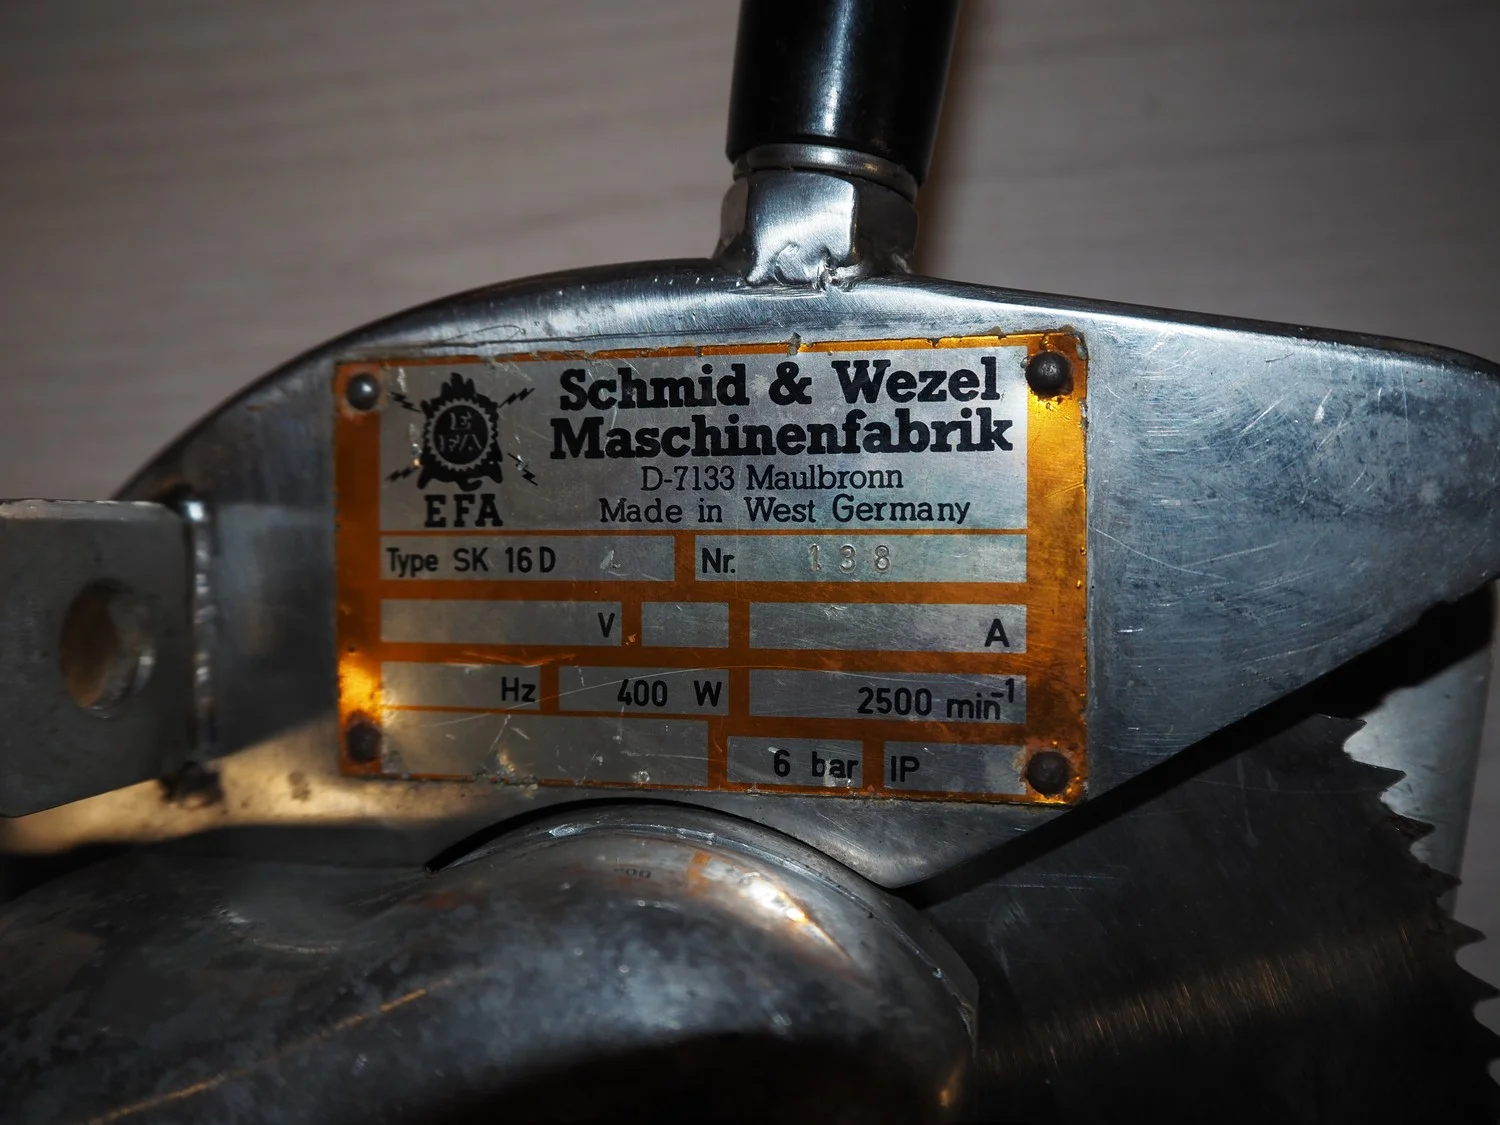 E
EFA
EFA
Schmid & Wezel
Maschinenfabrik
D-7133 Maulbronn
Made in West Germany
Type SK 16 D
Nr. 138
V
A
Hz
400 W
2500 min⁻¹
6 bar
IP